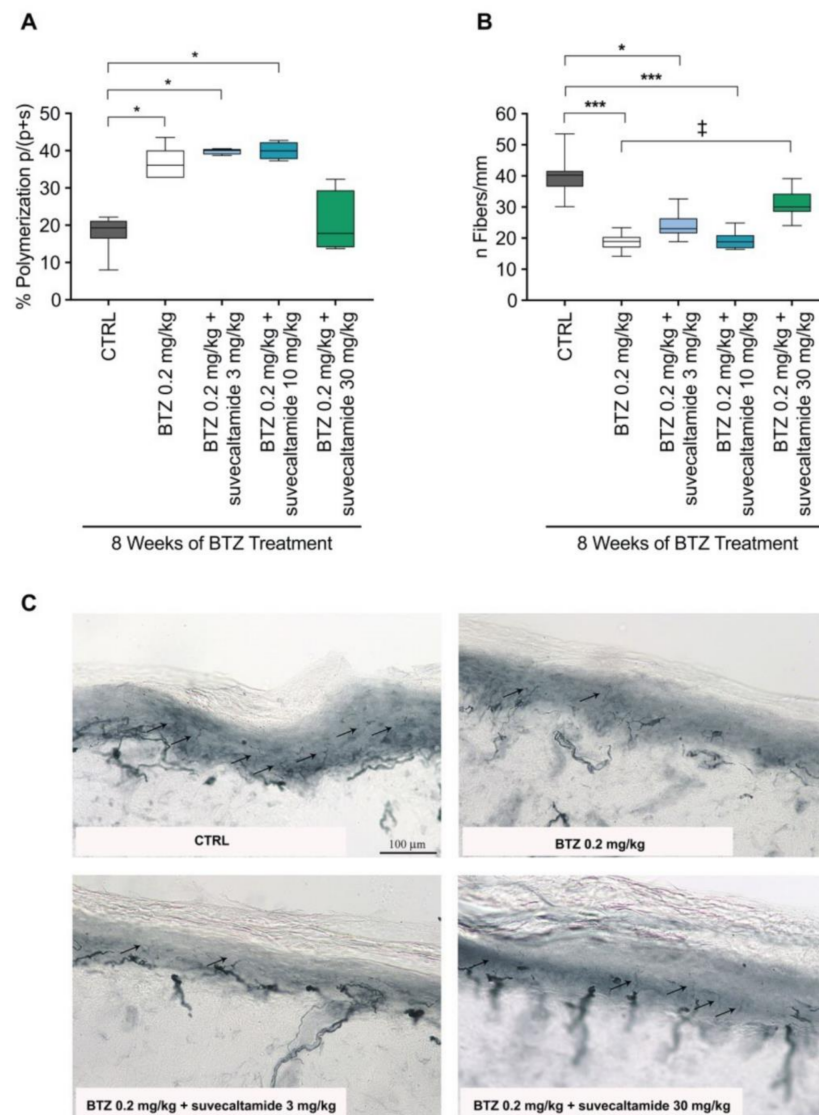 A
*
*
*
% Polymerization p/(p+s)
50
40
30
20
10
0
CTRL
BTZ 0.2 mg/kg
BTZ 0.2 mg/kg +
suvecaltamide 3 mg/kg
BTZ 0.2 mg/kg +
suvecaltamide 10 mg/kg
BTZ 0.2 mg/kg +
suvecaltamide 30 mg/kg
8 Weeks of BTZ Treatment
B
*
***
***
‡
n Fibers/mm
60
50
40
30
20
10
0
CTRL
BTZ 0.2 mg/kg
BTZ 0.2 mg/kg +
suvecaltamide 3 mg/kg
BTZ 0.2 mg/kg +
suvecaltamide 10 mg/kg
BTZ 0.2 mg/kg +
suvecaltamide 30 mg/kg
8 Weeks of BTZ Treatment
C
CTRL
100 μm
BTZ 0.2 mg/kg
BTZ 0.2 mg/kg + suvecaltamide 3 mg/kg
BTZ 0.2 mg/kg + suvecaltamide 30 mg/kg